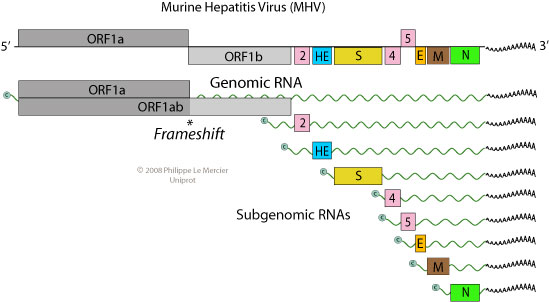 Murine Hepatitis Virus (MHV)
5
5′ ORF1a ORF1b 2 HE S 4 E M N 3′
ORF1a Genomic RNA
C
ORF1ab
*
Frameshift
C 2
C HE
© 2008 Philippe Le Mercier
Uniprot
C S
C 4
Subgenomic RNAs
C 5
C E
C M
C N